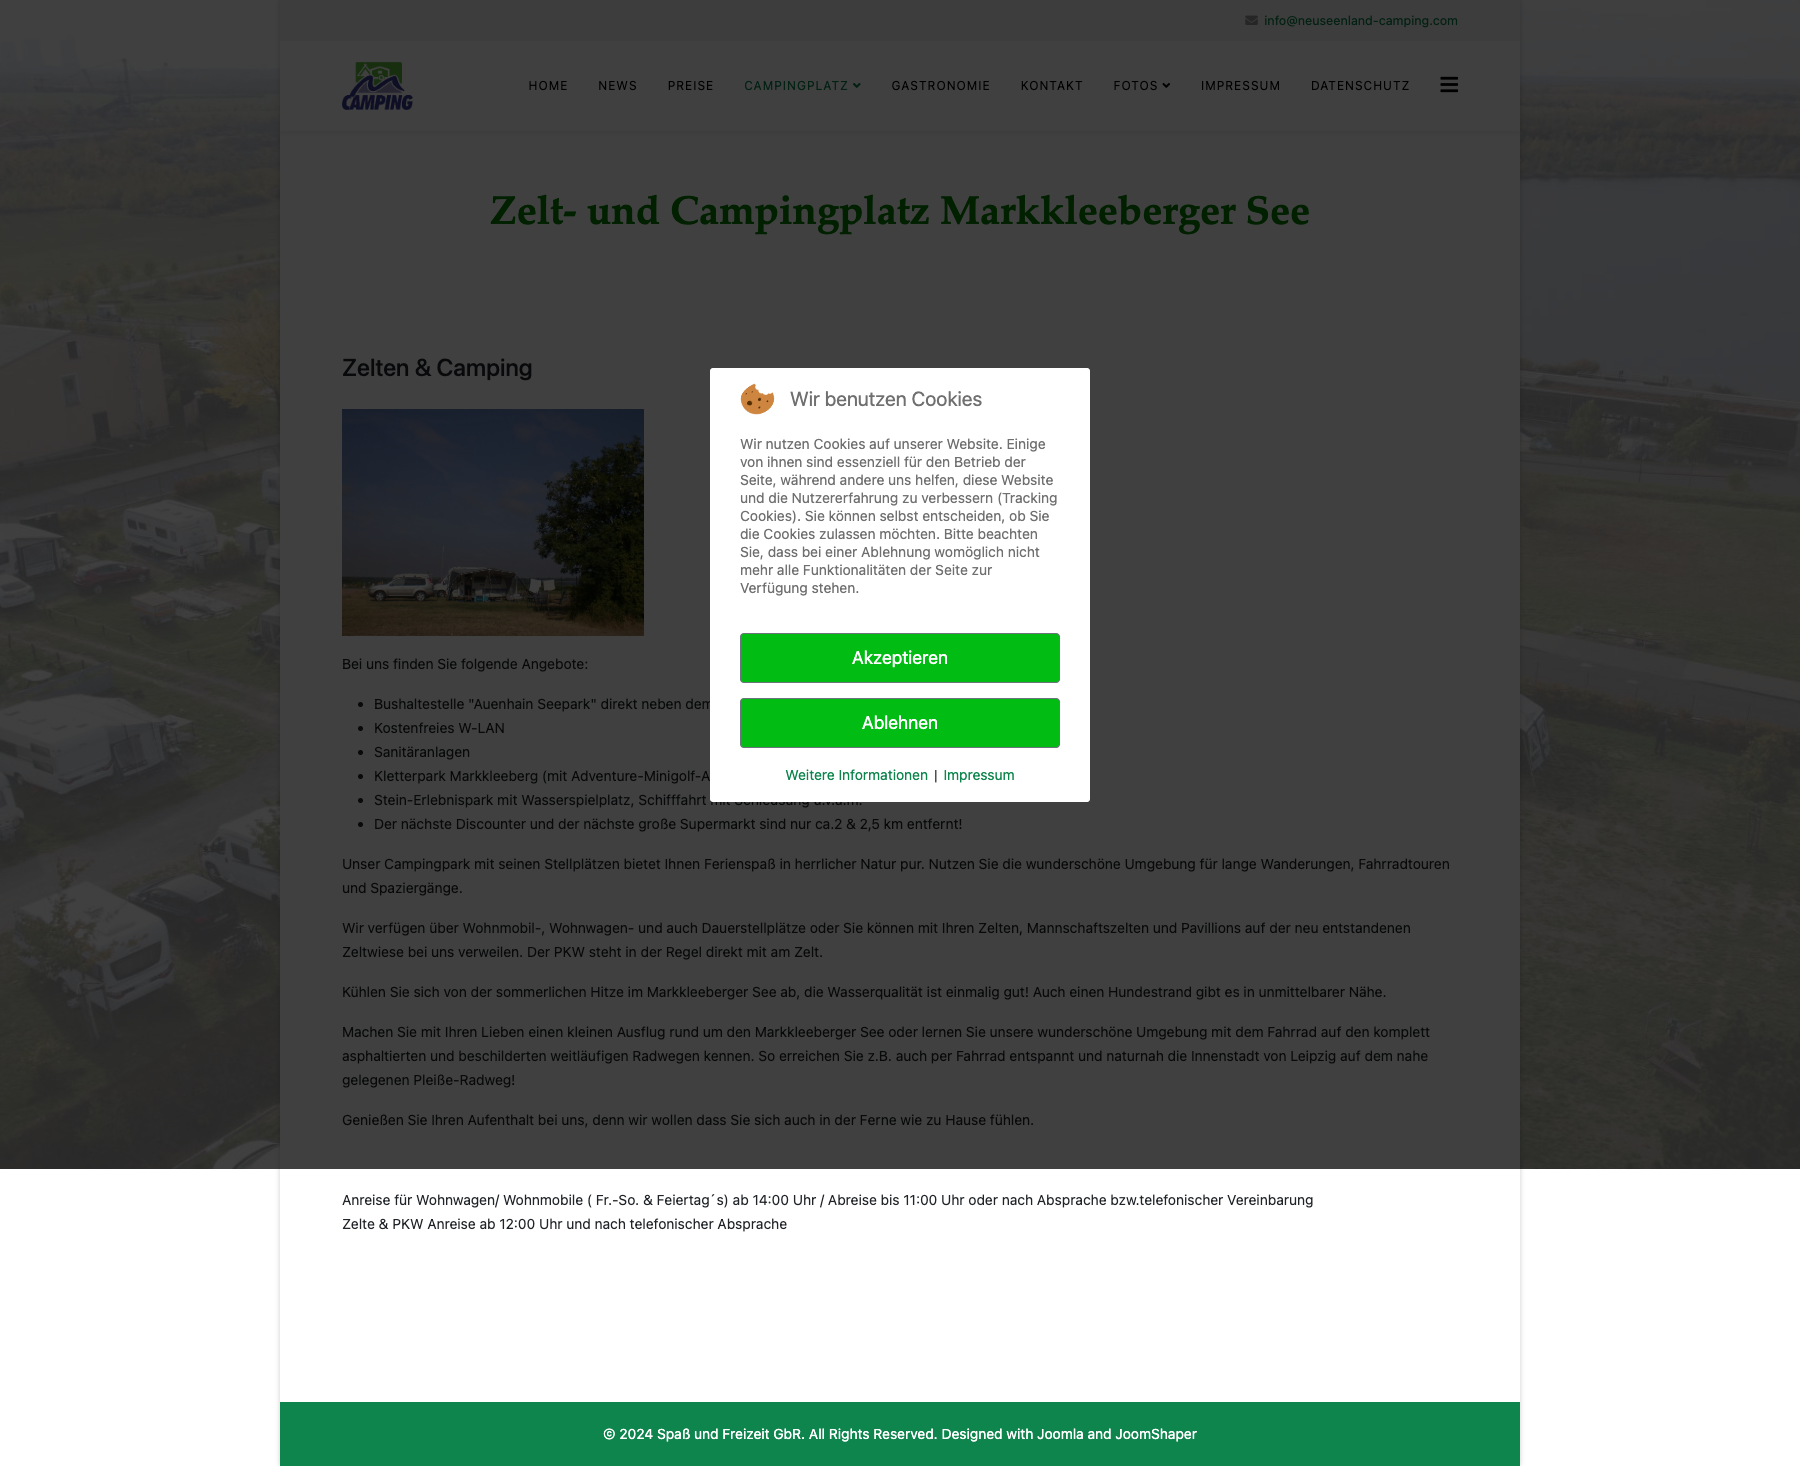 info@neuseenland-camping.com
CAMPING
HOME NEWS PREISE CAMPINGPLATZ GASTRONOMIE KONTAKT FOTOS IMPRESSUM DATENSCHUTZ
Zelt- und Campingplatz Markkleeberger See
Zelten & Camping
Wir benutzen Cookies
Wir nutzen Cookies auf unserer Website. Einige
von ihnen sind essenziell für den Betrieb der
Seite, während andere uns helfen, diese Website
und die Nutzererfahrung zu verbessern (Tracking
Cookies). Sie können selbst entscheiden, ob Sie
die Cookies zulassen möchten. Bitte beachten
Sie, dass bei einer Ablehnung womöglich nicht
mehr alle Funktionalitäten der Seite zur
Verfügung stehen.
Akzeptieren
Ablehnen
Weitere Informationen | Impressum
Bei uns finden Sie folgende Angebote:
Bushaltestelle "Auenhain Seepark" direkt neben dem
Kostenfreies W-LAN
Sanitäranlagen
Kletterpark Markkleeberg (mit Adventure-Minigolf-A
Stein-Erlebnispark mit Wasserspielplatz, Schifffahrt mit Schleusung u.v.a.m.
Der nächste Discounter und der nächste große Supermarkt sind nur ca.2 & 2,5 km entfernt!
Unser Campingpark mit seinen Stellplätzen bietet Ihnen Ferienspaß in herrlicher Natur pur. Nutzen Sie die wunderschöne Umgebung für lange Wanderungen, Fahrradtouren
und Spaziergänge.
Wir verfügen über Wohnmobil-, Wohnwagen- und auch Dauerstellplätze oder Sie können mit Ihren Zelten, Mannschaftszelten und Pavillions auf der neu entstandenen
Zeltwiese bei uns verweilen. Der PKW steht in der Regel direkt mit am Zelt.
Kühlen Sie sich von der sommerlichen Hitze im Markkleeberger See ab, die Wasserqualität ist einmalig gut! Auch einen Hundestrand gibt es in unmittelbarer Nähe.
Machen Sie mit Ihren Lieben einen kleinen Ausflug rund um den Markkleeberger See oder lernen Sie unsere wunderschöne Umgebung mit dem Fahrrad auf den komplett
asphaltierten und beschilderten weitläufigen Radwegen kennen. So erreichen Sie z.B. auch per Fahrrad entspannt und naturnah die Innenstadt von Leipzig auf dem nahe
gelegenen Pleiße-Radweg!
Genießen Sie Ihren Aufenthalt bei uns, denn wir wollen dass Sie sich auch in der Ferne wie zu Hause fühlen.
Anreise für Wohnwagen/ Wohnmobile ( Fr.-So. & Feiertag´s) ab 14:00 Uhr / Abreise bis 11:00 Uhr oder nach Absprache bzw.telefonischer Vereinbarung
Zelte & PKW Anreise ab 12:00 Uhr und nach telefonischer Absprache
© 2024 Spaß und Freizeit GbR. All Rights Reserved. Designed with Joomla and JoomShaper